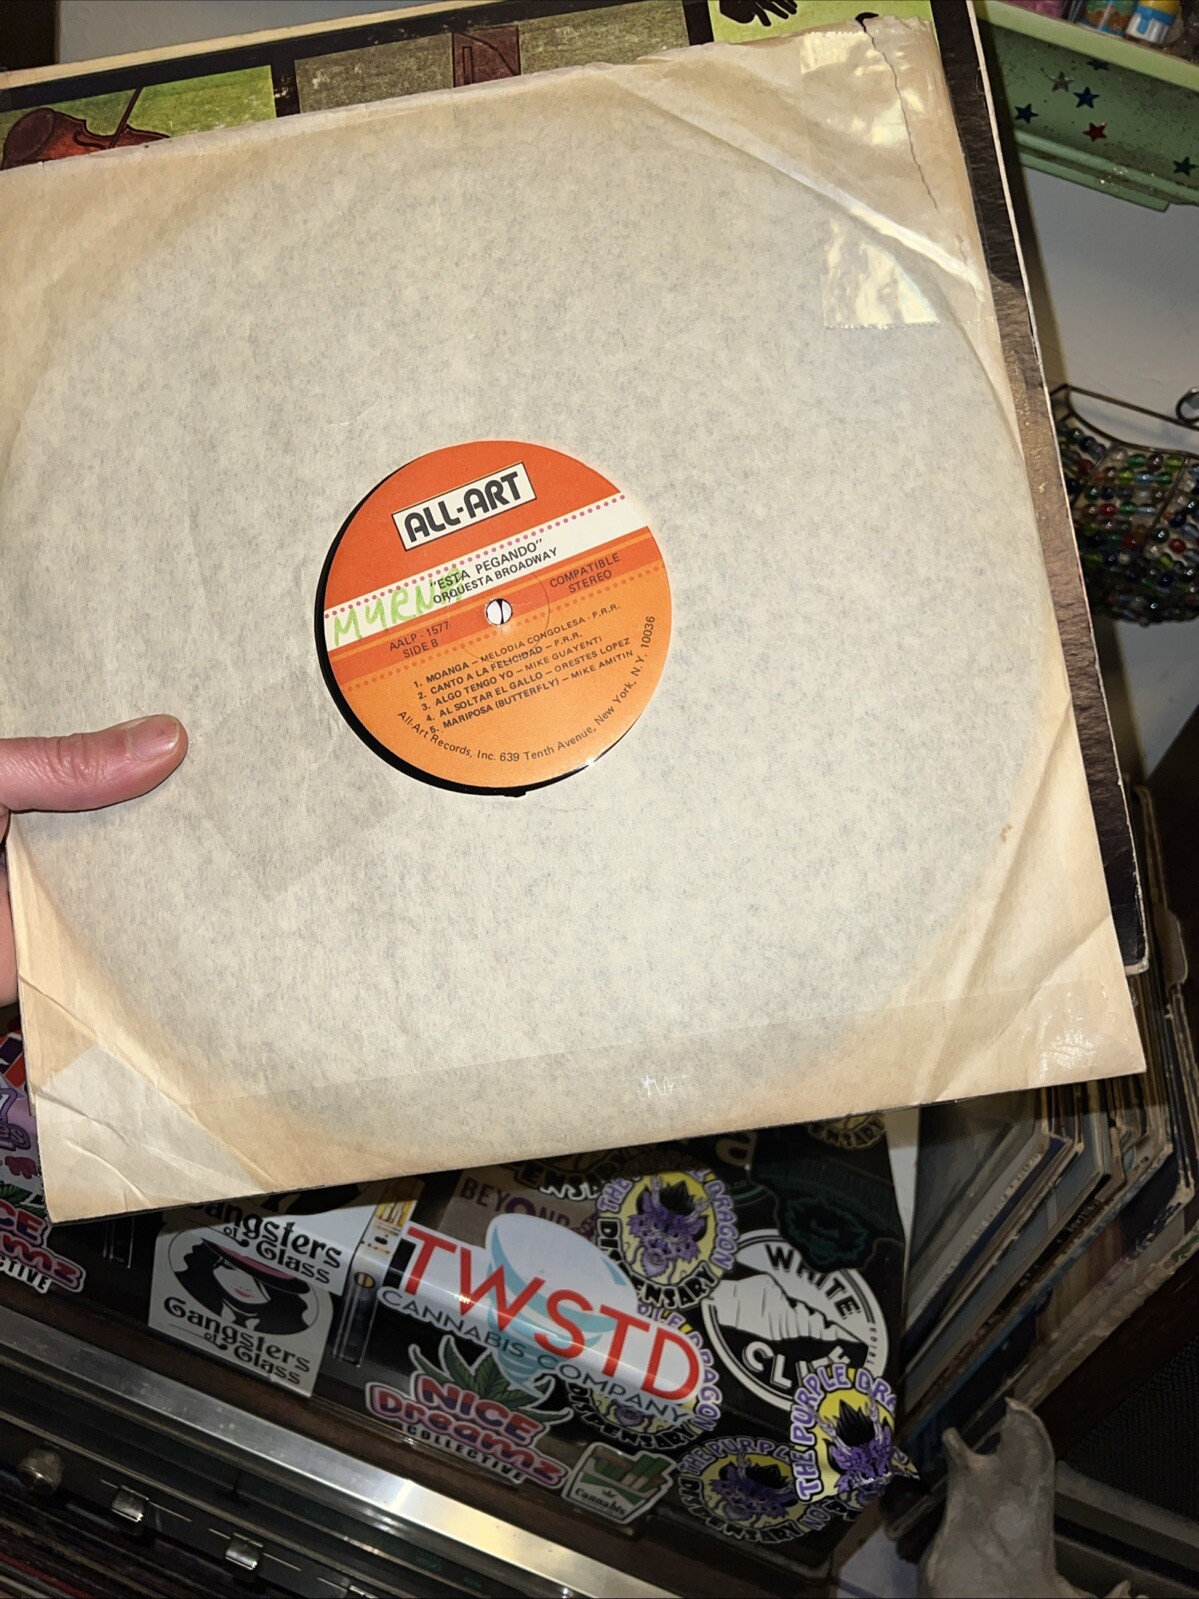 ALL-ART
"ESTA PEGANDO"
ORQUESTA BROADWAY
MYRNA
COMPATIBLE
STEREO
AALP - 1577
SIDE B
1. MOANGA – MELODIA CONGOLESA - P.R.R.
2. CANTO A LA FELICIDAD – P.R.R.
3. ALGO TENGO YO – MIKE GUAYENTI
4. AL SOLTAR EL GALLO – ORESTES LOPEZ
5. MARIPOSA (BUTTERFLY) – MIKE AMITIN
All-Art Records, Inc. 639 Tenth Avenue, New York, N.Y. 10036
Gangsters
of Glass
Gangsters
of Glass
BEYOND
TWSTD
CANNABIS COMPANY
NICE
Dreamz
COLLECTIVE
Cannabis
WHITE
CLIFF
THE PURPLE